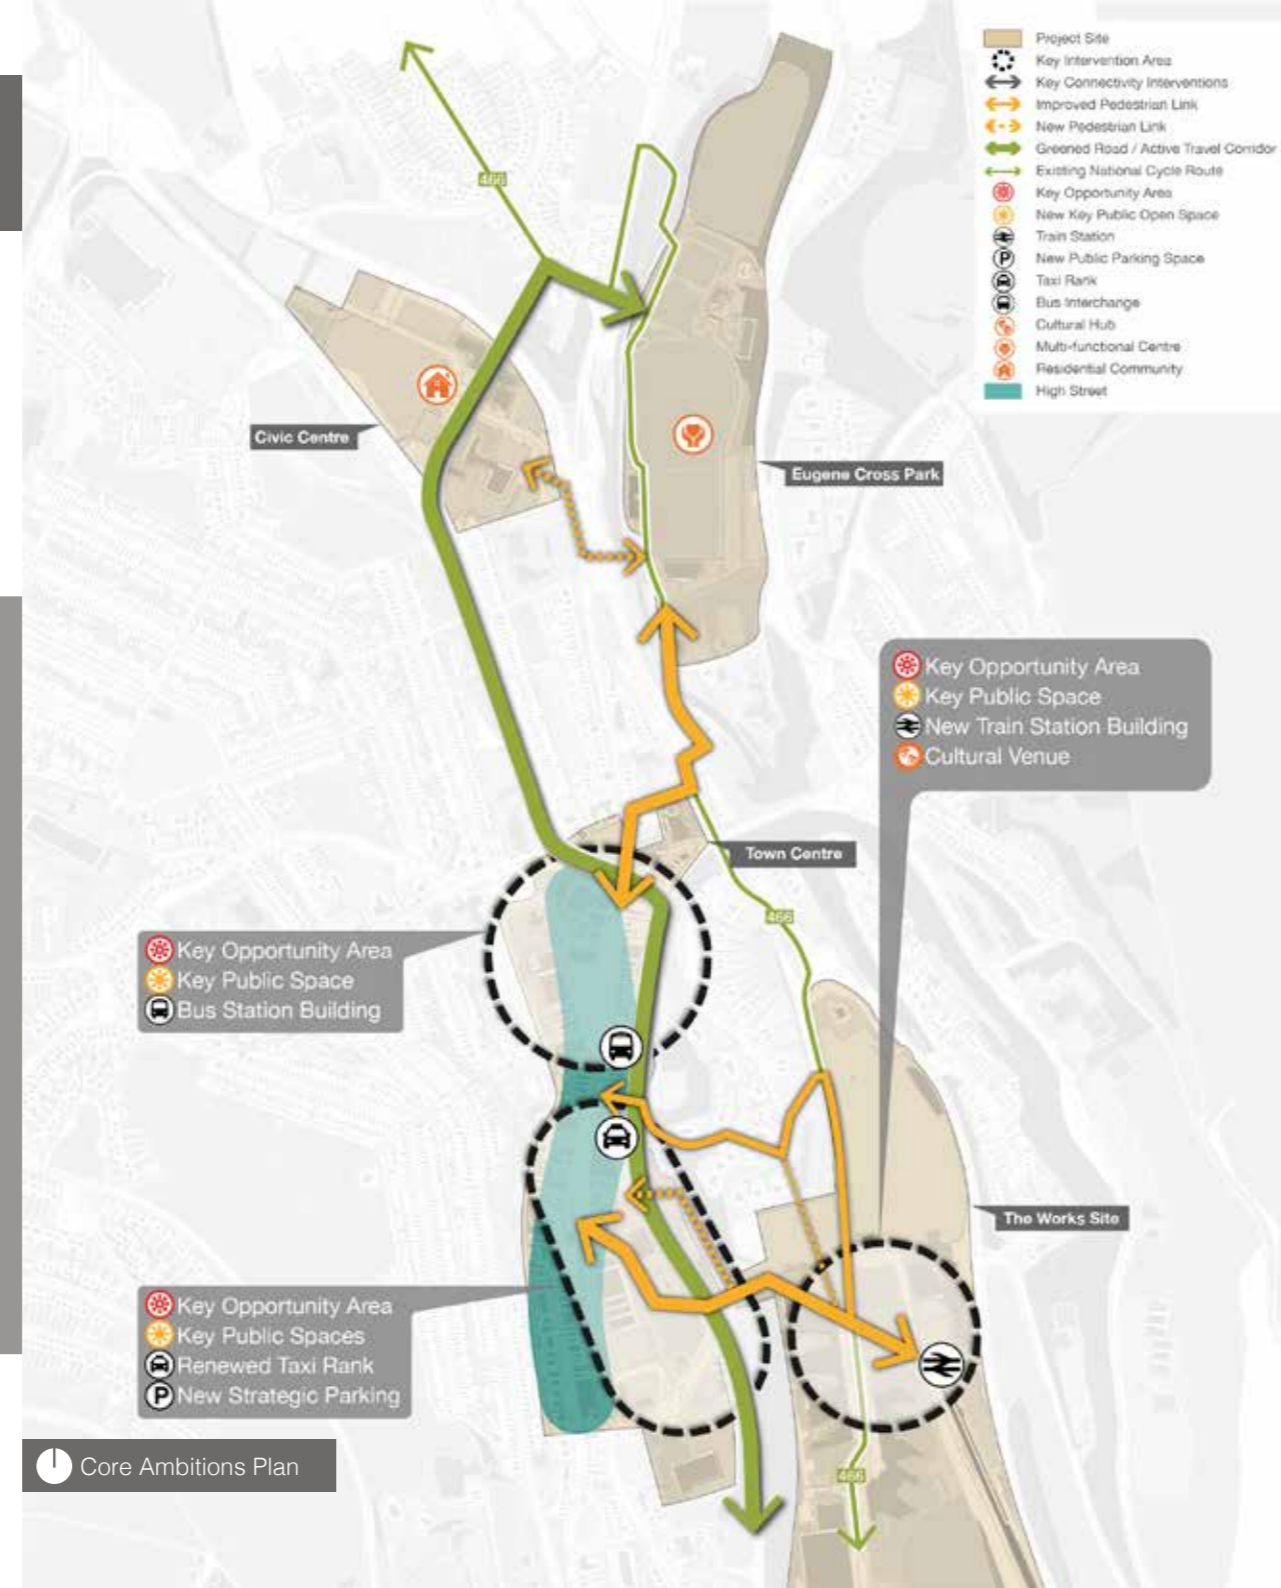 Project Site
Key Intervention Area
Key Connectivity Interventions
Improved Pedestrian Link
New Pedestrian Link
Greened Road / Active Travel Corridor
Existing National Cycle Route
Key Opportunity Area
New Key Public Open Space
Train Station
New Public Parking Space
P
Taxi Rank
Bus Interchange
Cultural Hub
Multi-functional Centre
Residential Community
High Street
466
Civic Centre
Eugene Cross Park
Key Opportunity Area
Key Public Space
New Train Station Building
Cultural Venue
Town Centre
466
Key Opportunity Area
Key Public Space
Bus Station Building
The Works Site
Key Opportunity Area
Key Public Spaces
Renewed Taxi Rank
P New Strategic Parking
Core Ambitions Plan
466